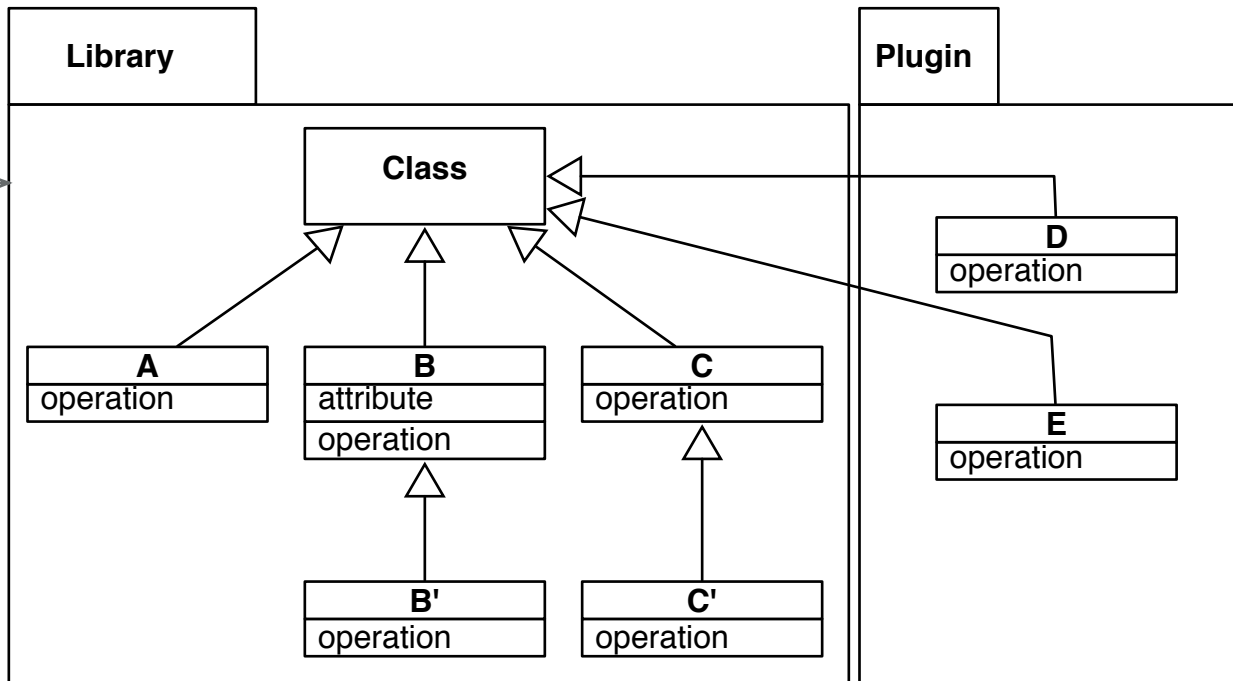 Library
Plugin
Class
D
operation
A
operation
B
attribute
operation
C
operation
E
operation
B'
operation
C'
operation